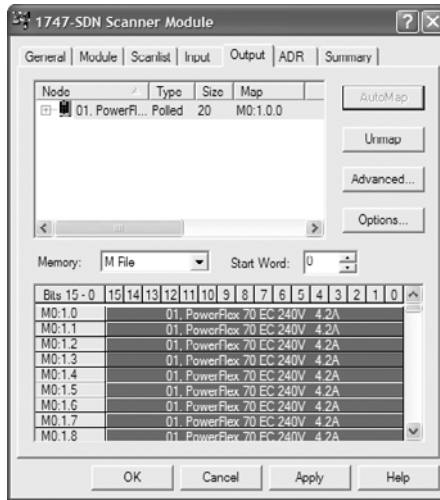 1747-SDN Scanner Module
General Module Scanlist Input Output ADR Summary
Node Type Size Map
01, PowerFl... Polled 20 M0:1.0.0
AutoMap
Unmap
Advanced...
Options...
Memory: M File Start Word: 0
Bits 15 - 0 15 14 13 12 11 10 9 8 7 6 5 4 3 2 1 0
M0:1.0 01, PowerFlex 70 EC 240V 4.2A
M0:1.1 01, PowerFlex 70 EC 240V 4.2A
M0:1.2 01, PowerFlex 70 EC 240V 4.2A
M0:1.3 01, PowerFlex 70 EC 240V 4.2A
M0:1.4 01, PowerFlex 70 EC 240V 4.2A
M0:1.5 01, PowerFlex 70 EC 240V 4.2A
M0:1.6 01, PowerFlex 70 EC 240V 4.2A
M0:1.7 01, PowerFlex 70 EC 240V 4.2A
M0:1.8 01, PowerFlex 70 EC 240V 4.2A
OK Cancel Apply Help